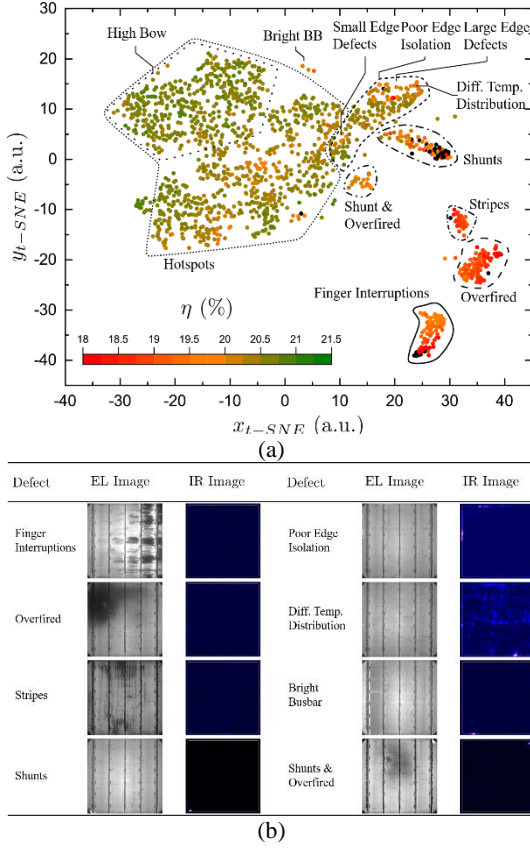 (a)
High Bow
Bright BB
Small Edge
Defects
Poor Edge
Isolation
Large Edge
Defects
Diff. Temp.
Distribution
Shunts
Shunt &
Overfired
Stripes
Overfired
Hotspots
Finger Interruptions
η (%)
18 18.5 19 19.5 20 20.5 21 21.5
20
10
0
-10
-20
-30
-40
y_{t−SNE} (a.u.)
-40 -30 -20 -10 0 10 20 30 40
x_{t−SNE} (a.u.)
(a)
Defect EL Image IR Image Defect EL Image IR Image
Finger
Interruptions
Poor Edge
Isolation
Overfired
Diff. Temp.
Distribution
Stripes
Bright
Busbar
Shunts
Shunts &
Overfired
(b)